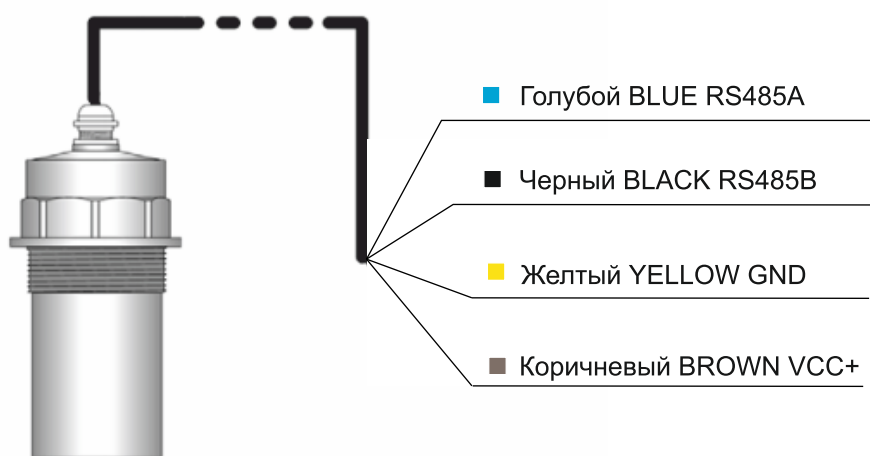 Голубой BLUE RS485A
Черный BLACK RS485B
Желтый YELLOW GND
Коричневый BROWN VCC+